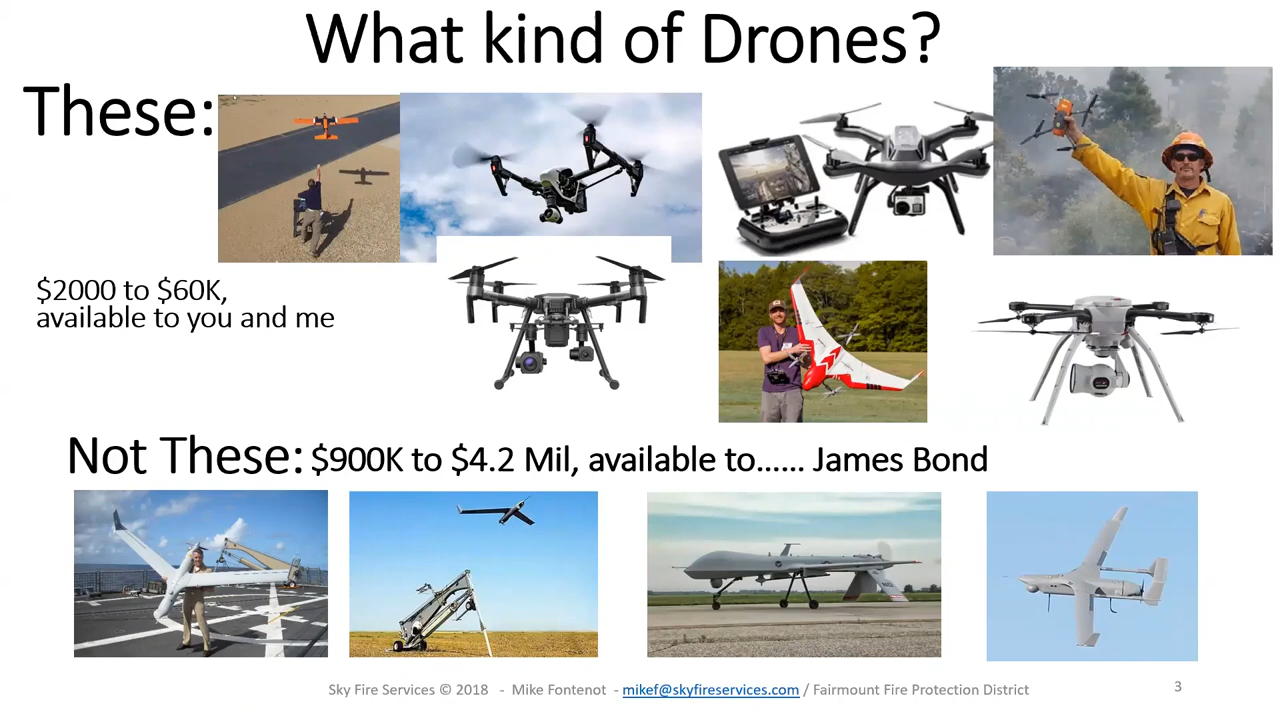 What kind of Drones?
These:
$2000 to $60K,
available to you and me
Not These: $900K to $4.2 Mil, available to...... James Bond
Sky Fire Services © 2018 - Mike Fontenot - mikef@skyfireservices.com / Fairmount Fire Protection District
3